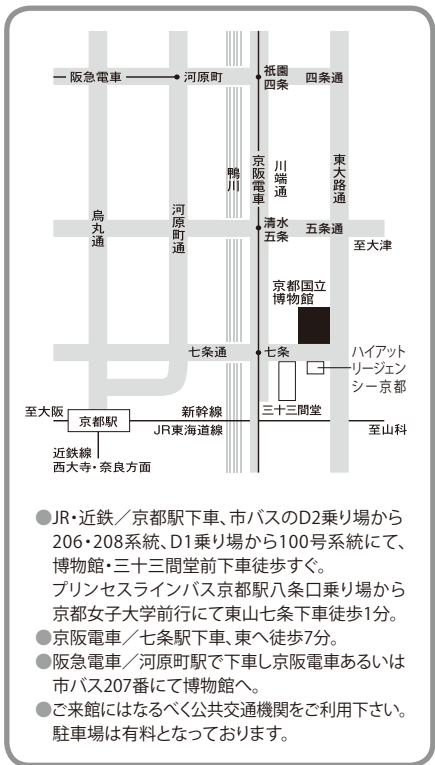 阪急電車
河原町
祇園
四条
四条通
鴨川
京阪電車
川端通
東大路通
烏丸通
河原町通
清水
五条
五条通
至大津
京都国立
博物館
七条通
七条
ハイアット
リージェン
シー京都
三十三間堂
至大阪
京都駅
新幹線
JR東海道線
至山科
近鉄線
西大寺・奈良方面
●JR・近鉄／京都駅下車、市バスのD2乗り場から
206・208系統、D1乗り場から100号系統にて、
博物館・三十三間堂前下車徒歩すぐ。
プリンセスラインバス京都駅八条口乗り場から
京都女子大学前行にて東山七条下車徒歩1分。
●京阪電車／七条駅下車、東へ徒歩7分。
●阪急電車／河原町駅で下車し京阪電車あるいは
市バス207番にて博物館へ。
●ご来館にはなるべく公共交通機関をご利用下さい。
駐車場は有料となっております。